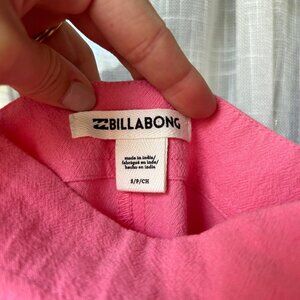 BILLABONG
made in india/
fabriqué en inde/
hecho en india
S/P/CH